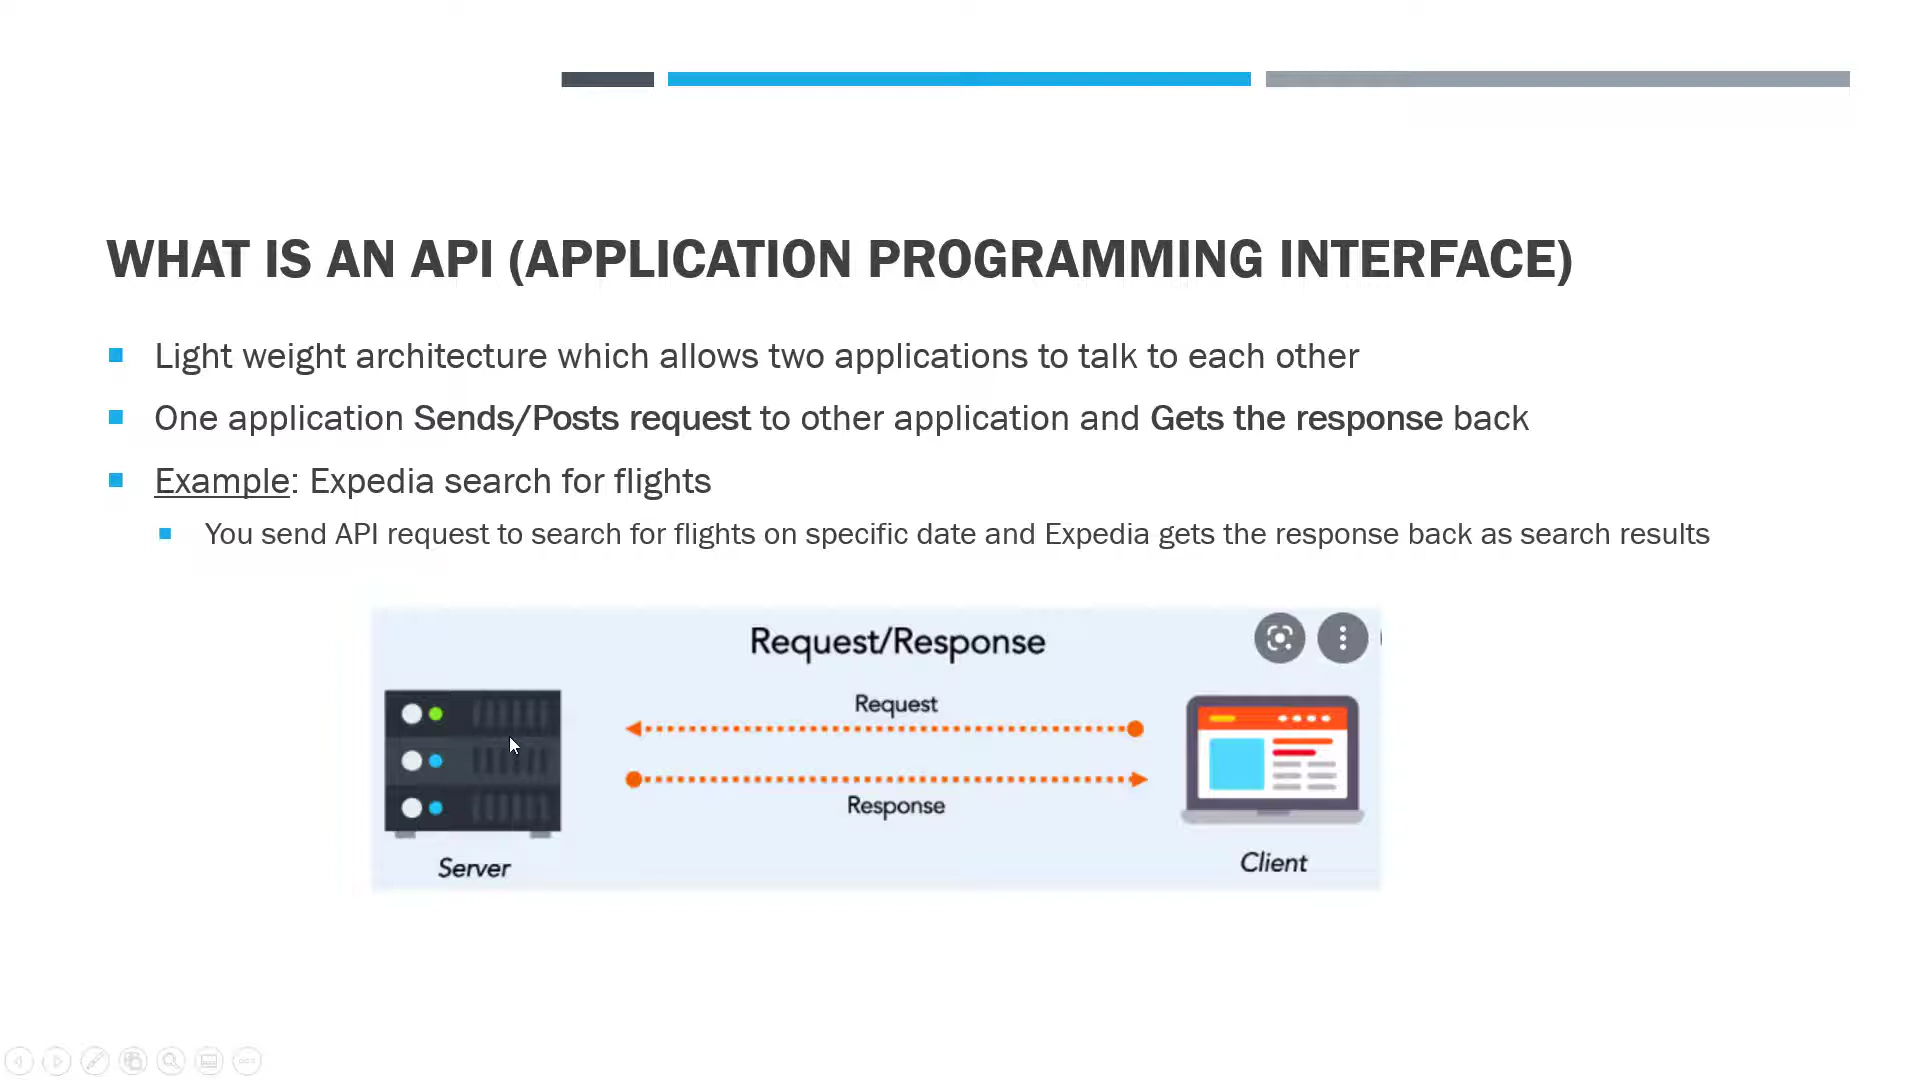 WHAT IS AN API (APPLICATION PROGRAMMING INTERFACE)
Light weight architecture which allows two applications to talk to each other
One application Sends/Posts request to other application and Gets the response back
Example: Expedia search for flights
You send API request to search for flights on specific date and Expedia gets the response back as search results
Request/Response
Request
Response
Server
Client